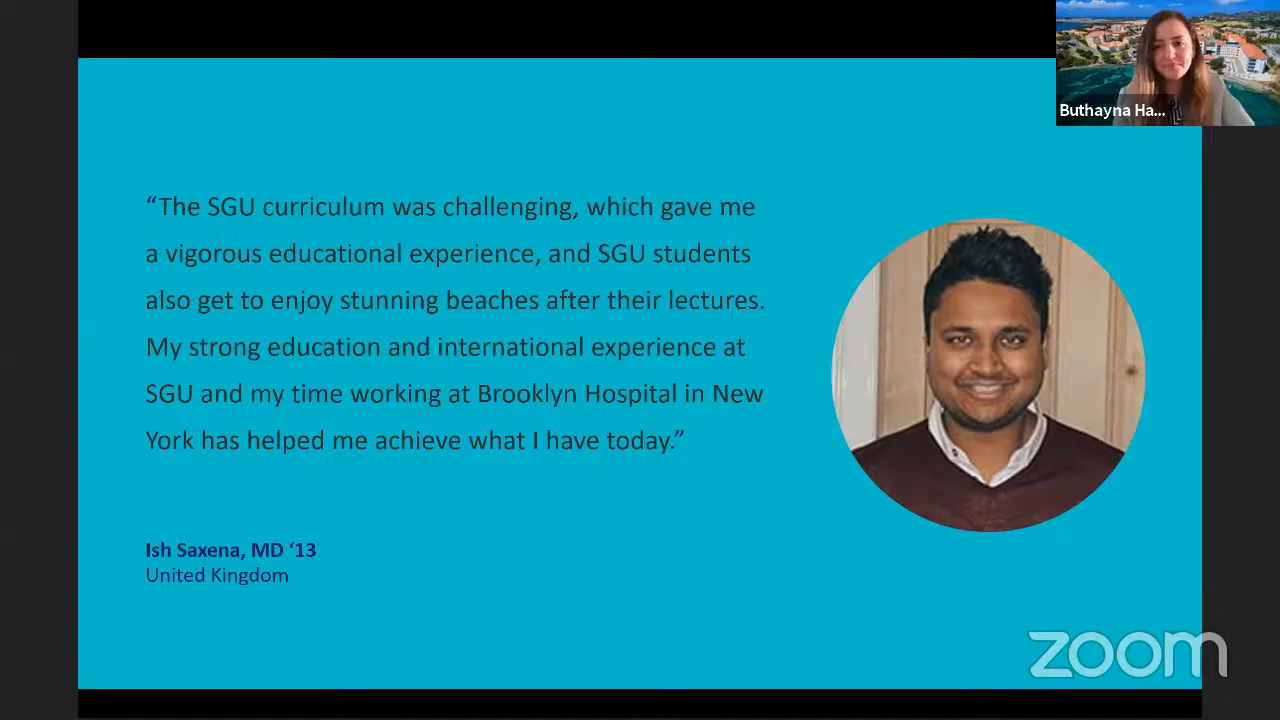 Buthayna Ha...
“The SGU curriculum was challenging, which gave me
a vigorous educational experience, and SGU students
also get to enjoy stunning beaches after their lectures.
My strong education and international experience at
SGU and my time working at Brooklyn Hospital in New
York has helped me achieve what I have today.”
Ish Saxena, MD ‘13
United Kingdom
zoom